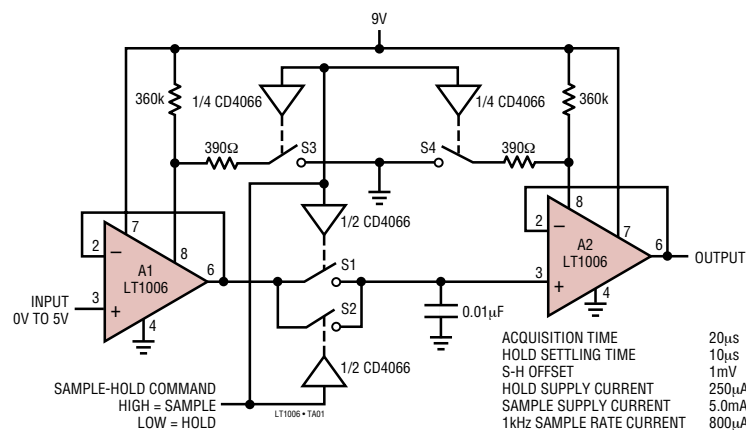 9V
360k
1/4 CD4066
1/4 CD4066
360k
390Ω
S3
S4
390Ω
8
2
7
–
8
1/2 CD4066
2
–
7
A1
LT1006
6
S1
A2
LT1006
6
OUTPUT
INPUT
0V TO 5V
3
+
4
S2
3
+
4
0.01µF
1/2 CD4066
SAMPLE-HOLD COMMAND
HIGH = SAMPLE
LOW = HOLD
LT1006 • TA01
ACQUISITION TIME 20µs
HOLD SETTLING TIME 10µs
S-H OFFSET 1mV
HOLD SUPPLY CURRENT 250µA
SAMPLE SUPPLY CURRENT 5.0mA
1kHz SAMPLE RATE CURRENT 800µA